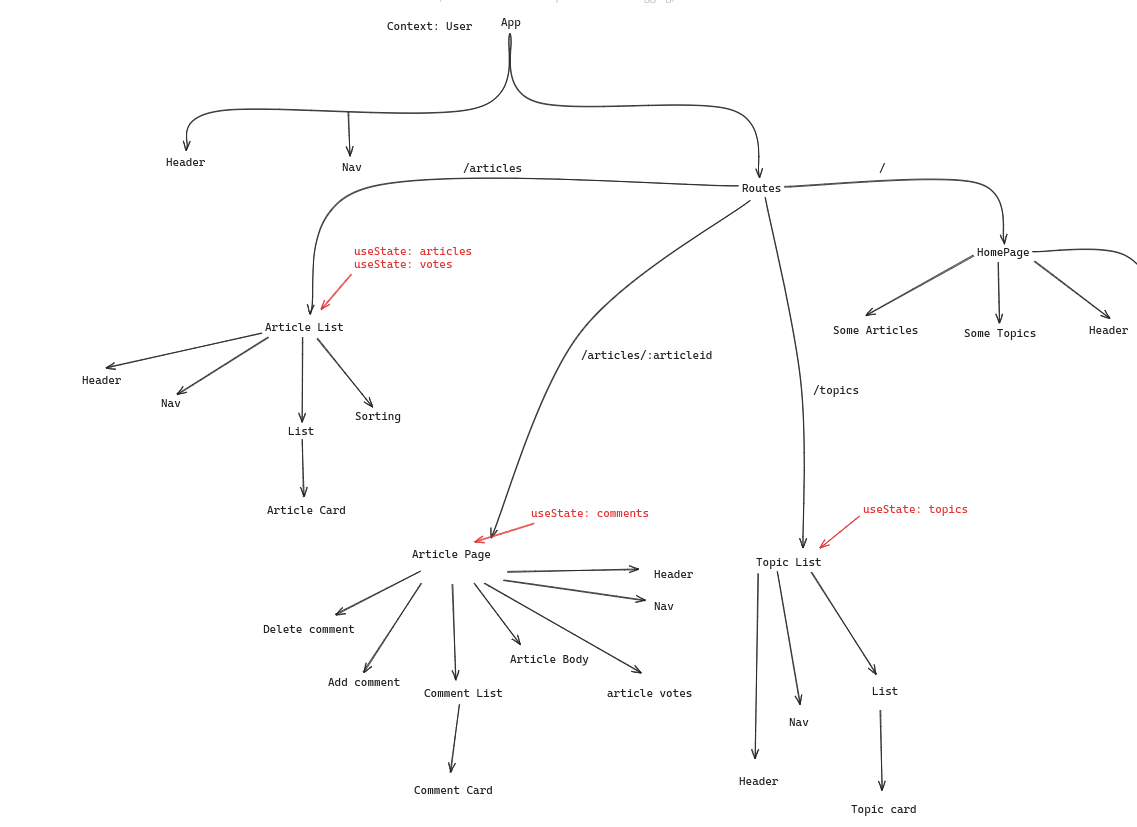 App
Context: User
Header
Nav
/articles
/
Routes
useState: articles
useState: votes
HomePage
Article List
Some Articles
Some Topics
Header
/articles/:articleid
Header
Nav
/topics
Sorting
List
Article Card
useState: comments
useState: topics
Article Page
Topic List
Header
Nav
Delete comment
Article Body
Add comment
Comment List
article votes
List
Nav
Header
Comment Card
Topic card